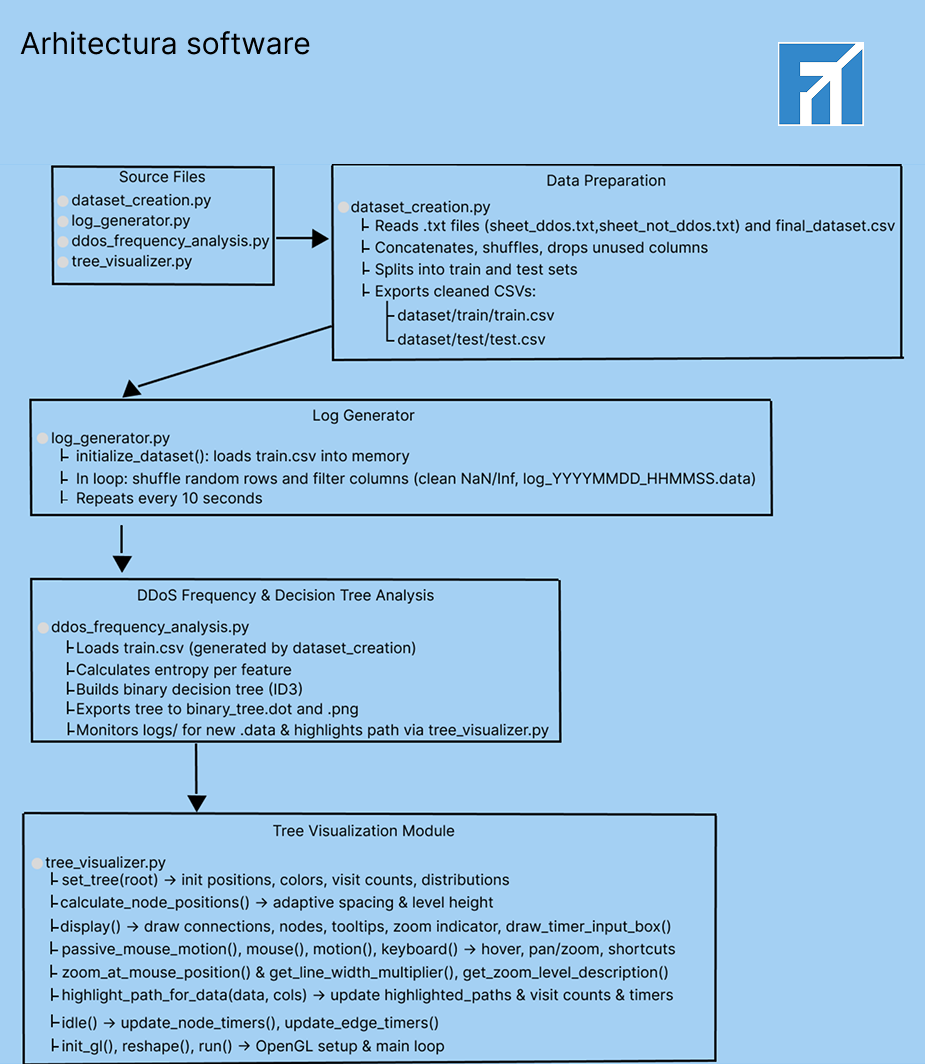 Arhitectura software
Source Files
dataset_creation.py
log_generator.py
ddos_frequency_analysis.py
tree_visualizer.py
Data Preparation
dataset_creation.py
Reads .txt files (sheet_ddos.txt,sheet_not_ddos.txt) and final_dataset.csv
Concatenates, shuffles, drops unused columns
Splits into train and test sets
Exports cleaned CSVs:
dataset/train/train.csv
dataset/test/test.csv
Log Generator
log_generator.py
initialize_dataset(): loads train.csv into memory
In loop: shuffle random rows and filter columns (clean NaN/Inf, log_YYYYMMDD_HHMMSS.data)
Repeats every 10 seconds
DDoS Frequency & Decision Tree Analysis
ddos_frequency_analysis.py
Loads train.csv (generated by dataset_creation)
Calculates entropy per feature
Builds binary decision tree (ID3)
Exports tree to binary_tree.dot and .png
Monitors logs/ for new .data & highlights path via tree_visualizer.py
Tree Visualization Module
tree_visualizer.py
set_tree(root) → init positions, colors, visit counts, distributions
calculate_node_positions() → adaptive spacing & level height
display() → draw connections, nodes, tooltips, zoom indicator, draw_timer_input_box()
passive_mouse_motion(), mouse(), motion(), keyboard() → hover, pan/zoom, shortcuts
zoom_at_mouse_position() & get_line_width_multiplier(), get_zoom_level_description()
highlight_path_for_data(data, cols) → update highlighted_paths & visit counts & timers
idle() → update_node_timers(), update_edge_timers()
init_gl(), reshape(), run() → OpenGL setup & main loop